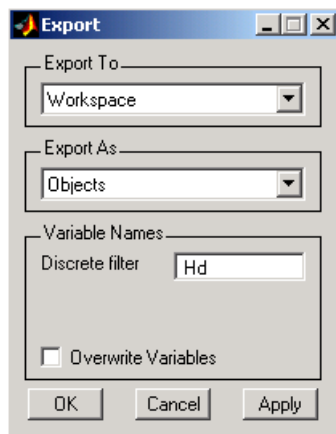 Export
Export To
Workspace
Export As
Objects
Variable Names
Discrete filter Hd
Overwrite Variables
OK Cancel Apply